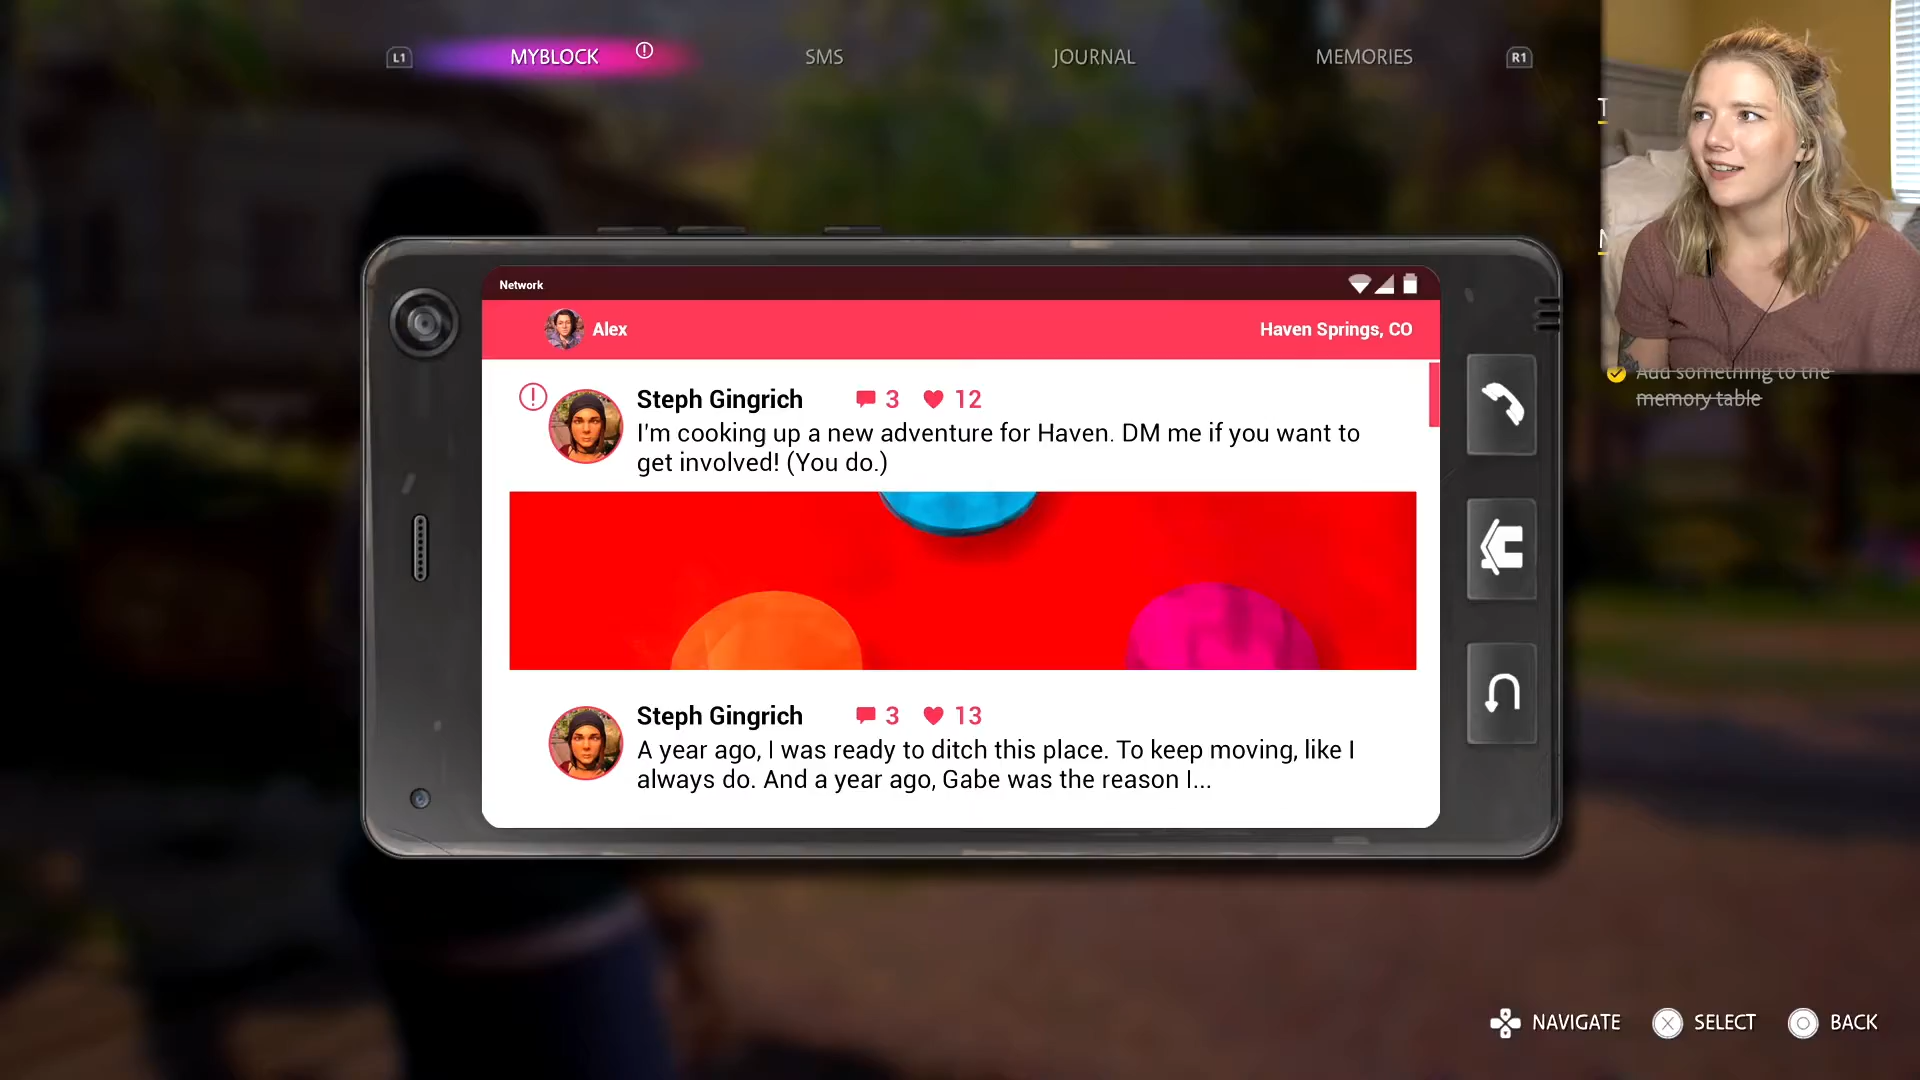 L1 MYBLOCK SMS JOURNAL MEMORIES R1
Network
Alex Haven Springs, CO
Steph Gingrich 3 12
I'm cooking up a new adventure for Haven. DM me if you want to
get involved! (You do.)
Steph Gingrich 3 13
A year ago, I was ready to ditch this place. To keep moving, like I
always do. And a year ago, Gabe was the reason I...
Add something to the
memory table
NAVIGATE SELECT BACK